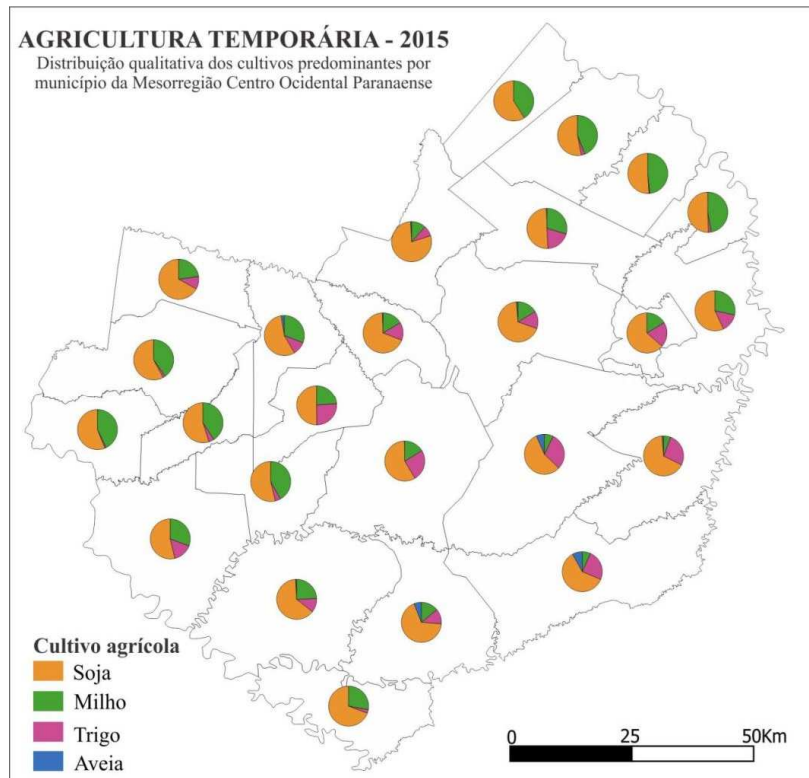 AGRICULTURA TEMPORÁRIA - 2015
Distribuição qualitativa dos cultivos predominantes por
município da Mesorregião Centro Ocidental Paranaense
Cultivo agrícola
Soja
Milho
Trigo
Aveia
0 25 50Km